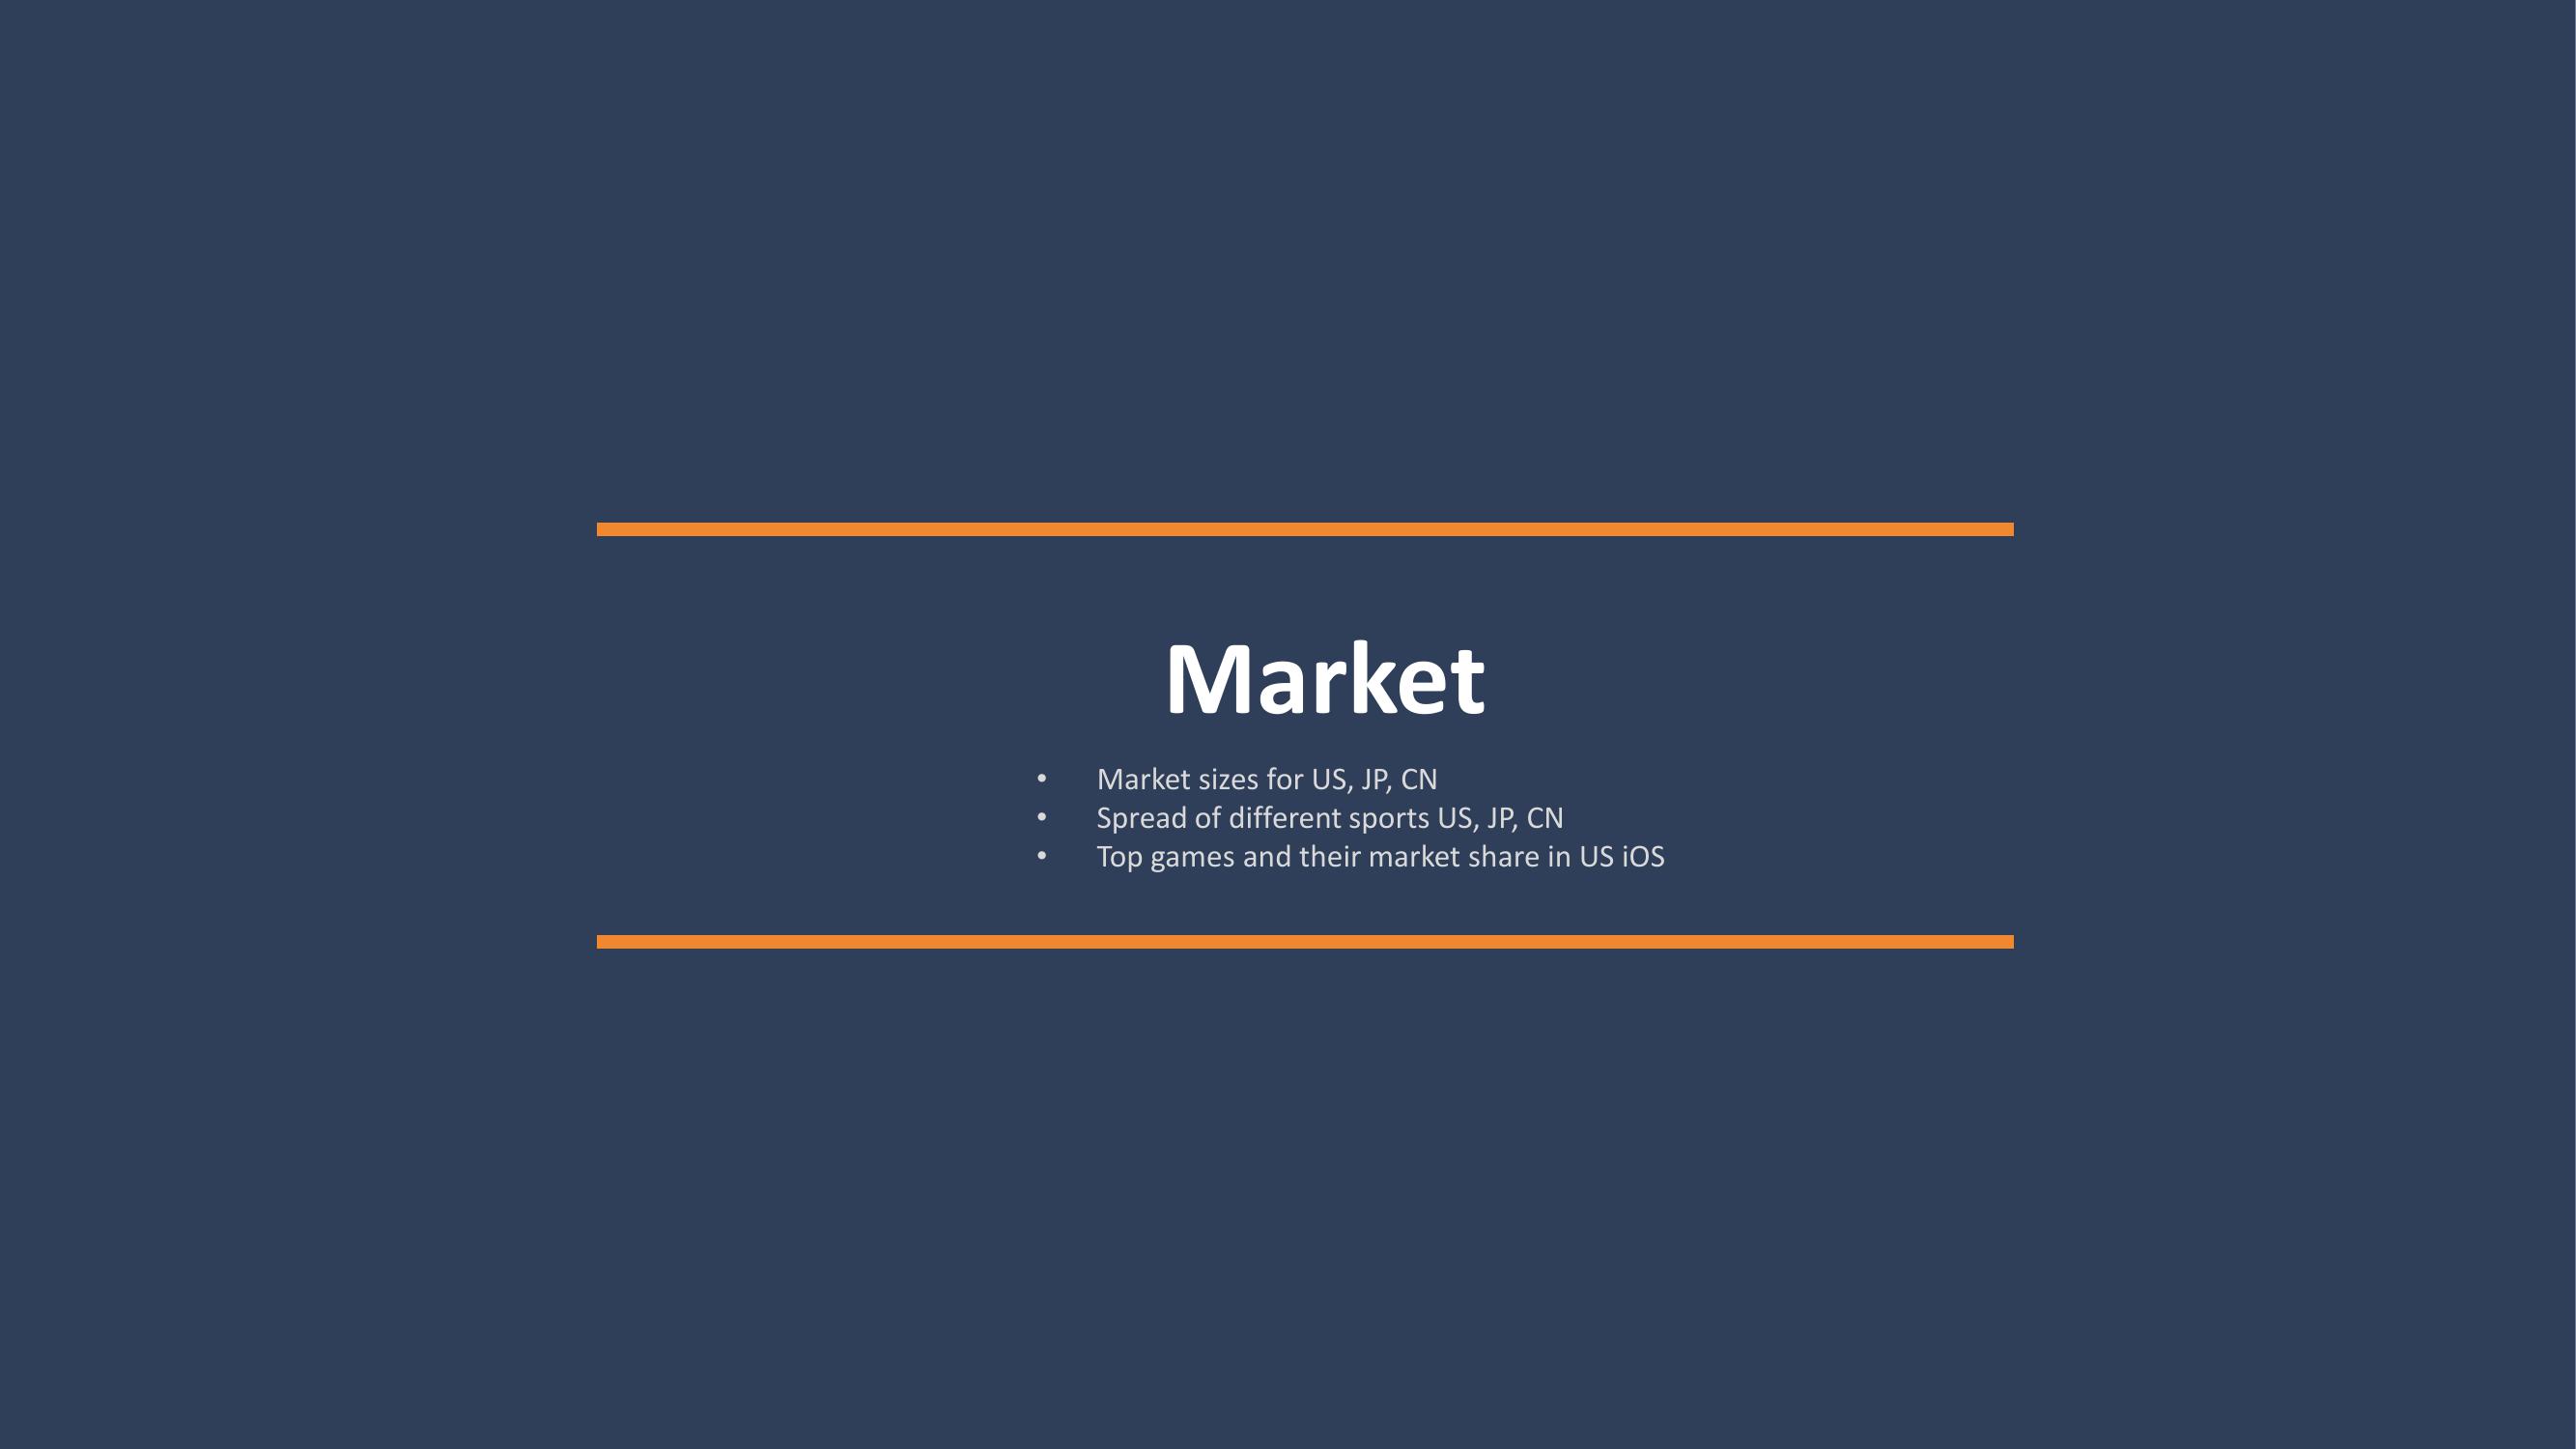 Market
• Market sizes for US, JP, CN
• Spread of different sports US, JP, CN
• Top games and their market share in US iOS